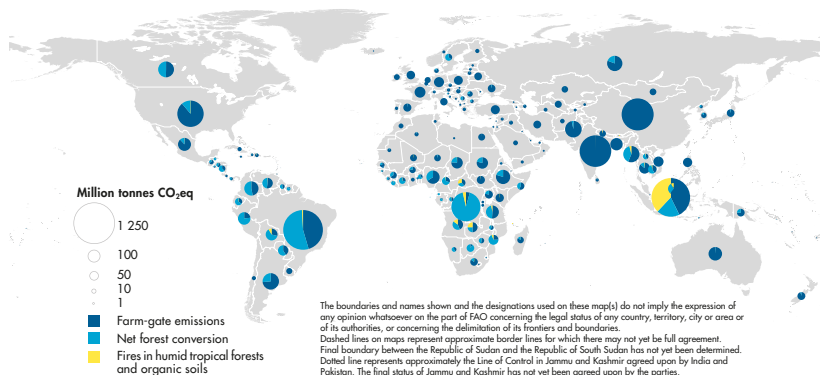 Million tonnes CO2eq
1 250
100
50
10
1
Farm-gate emissions
Net forest conversion
Fires in humid tropical forests
and organic soils
The boundaries and names shown and the designations used on these map(s) do not imply the expression of
any opinion whatsoever on the part of FAO concerning the legal status of any country, territory, city or area or
of its authorities, or concerning the delimitation of its frontiers and boundaries.
Dashed lines on maps represent approximate border lines for which there may not yet be full agreement.
Final boundary between the Republic of Sudan and the Republic of South Sudan has not yet been determined.
Dotted line represents approximately the Line of Control in Jammu and Kashmir agreed upon by India and
Pakistan. The final status of Jammu and Kashmir has not yet been agreed upon by the parties.